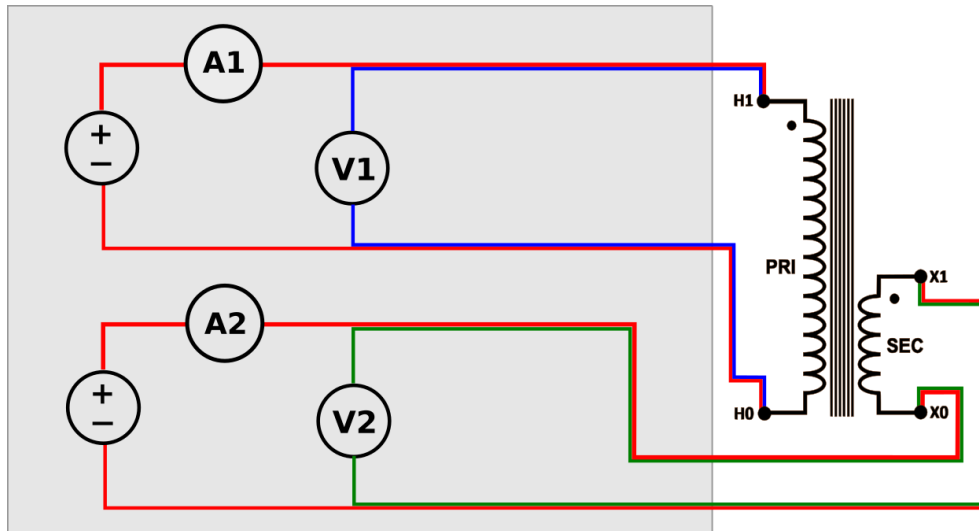 A1
+
−
V1
H1
PRI
H0
A2
+
−
V2
X1
SEC
X0